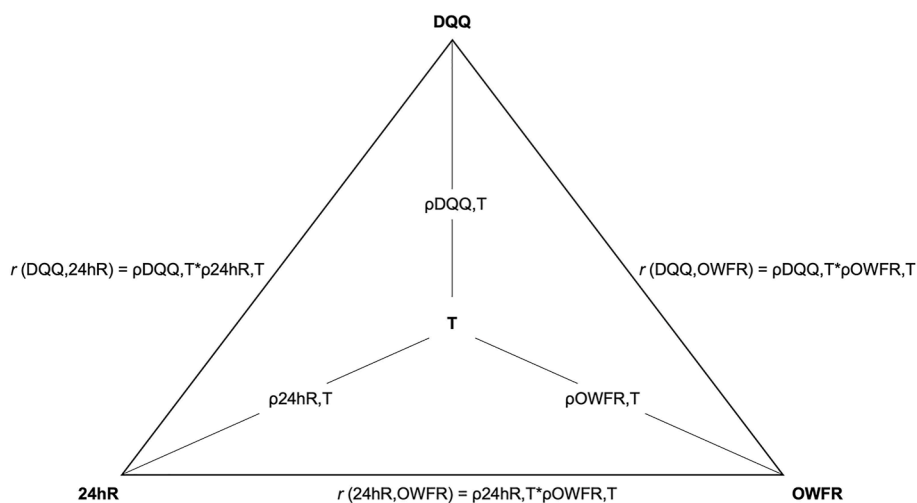 DQQ
ρDQQ,T
r (DQQ,24hR) = ρDQQ,T*ρ24hR,T
r (DQQ,OWFR) = ρDQQ,T*ρOWFR,T
T
ρ24hR,T
ρOWFR,T
24hR
r (24hR,OWFR) = ρ24hR,T*ρOWFR,T
OWFR